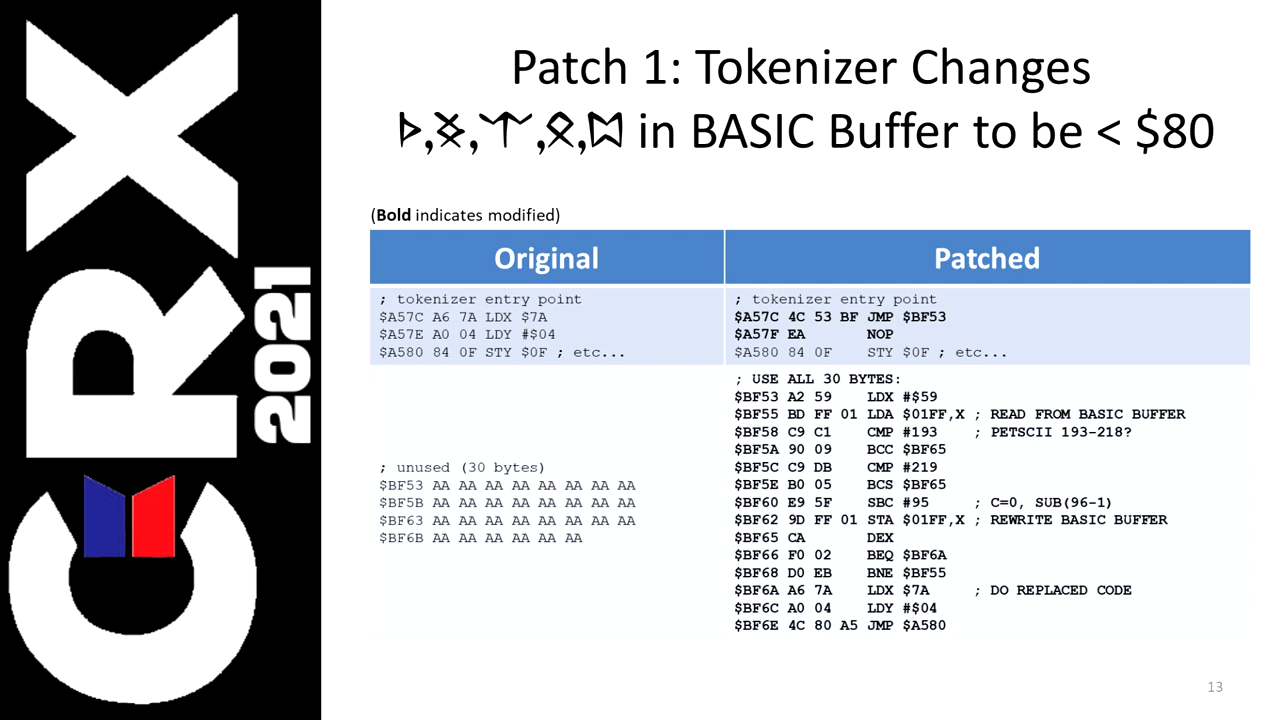 CRX
2021
Patch 1: Tokenizer Changes
ᚦ,ᛝ,ᛠ,ᛟ,ᛈ in BASIC Buffer to be < $80
(Bold indicates modified)
Original
Patched
; tokenizer entry point
$A57C A6 7A LDX $7A
$A57E A0 04 LDY #$04
$A580 84 0F STY $0F ; etc...
; tokenizer entry point
$A57C 4C 53 BF JMP $BF53
$A57F EA NOP
$A580 84 0F STY $0F ; etc...
; unused (30 bytes)
$BF53 AA AA AA AA AA AA AA AA
$BF5B AA AA AA AA AA AA AA AA
$BF63 AA AA AA AA AA AA AA AA
$BF6B AA AA AA AA AA AA
; USE ALL 30 BYTES:
$BF53 A2 59 LDX #$59
$BF55 BD FF 01 LDA $01FF,X ; READ FROM BASIC BUFFER
$BF58 C9 C1 CMP #193 ; PETSCII 193-218?
$BF5A 90 09 BCC $BF65
$BF5C C9 DB CMP #219
$BF5E B0 05 BCS $BF65
$BF60 E9 5F SBC #95 ; C=0, SUB(96-1)
$BF62 9D FF 01 STA $01FF,X ; REWRITE BASIC BUFFER
$BF65 CA DEX
$BF66 F0 02 BEQ $BF6A
$BF68 D0 EB BNE $BF55
$BF6A A6 7A LDX $7A ; DO REPLACED CODE
$BF6C A0 04 LDY #$04
$BF6E 4C 80 A5 JMP $A580
13